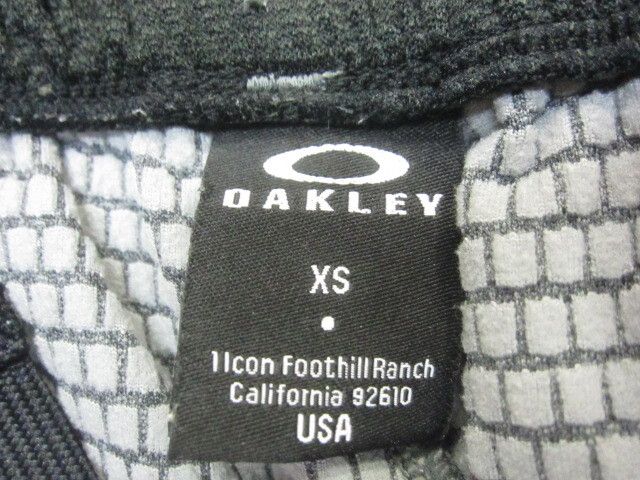 OAKLEY
XS
1 Icon Foothill Ranch
California 92610
USA